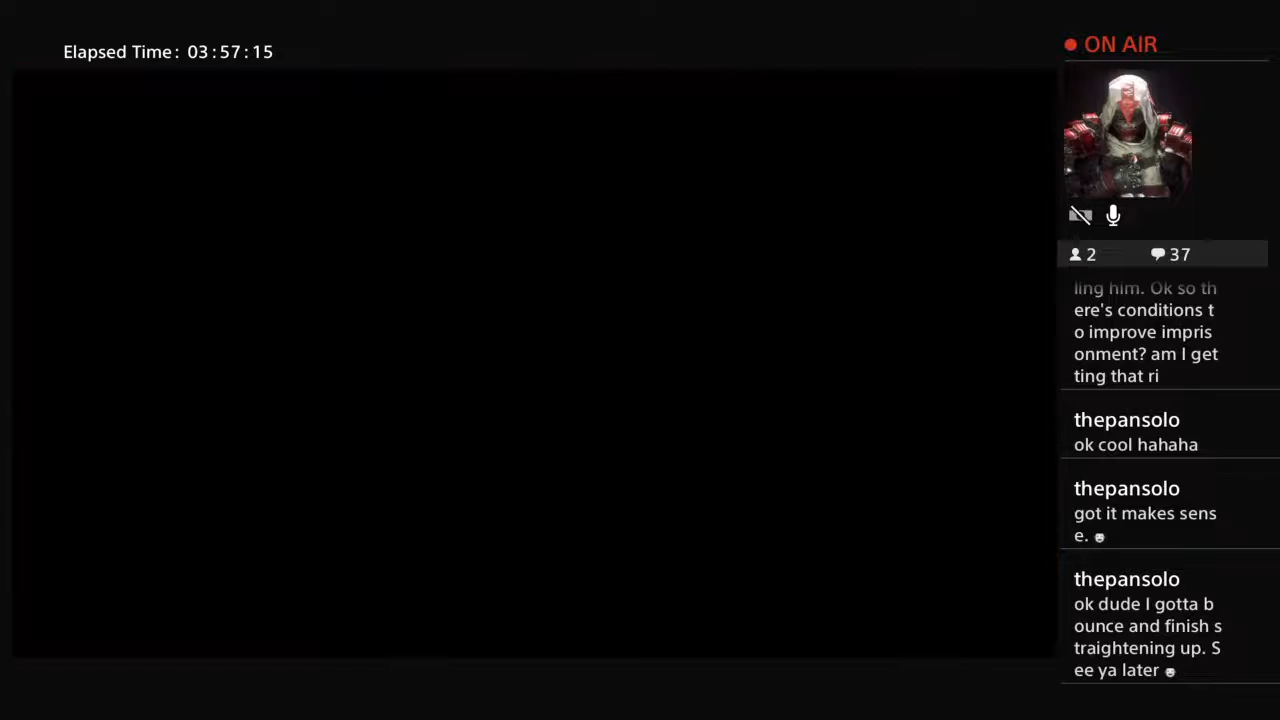 Elapsed Time: 03:57:15
ON AIR
2 37
ling him. Ok so th
ere's conditions t
o improve impris
onment? am I get
ting that ri
thepansolo
ok cool hahaha
thepansolo
got it makes sens
e.
thepansolo
ok dude I gotta b
ounce and finish s
traightening up. S
ee ya later